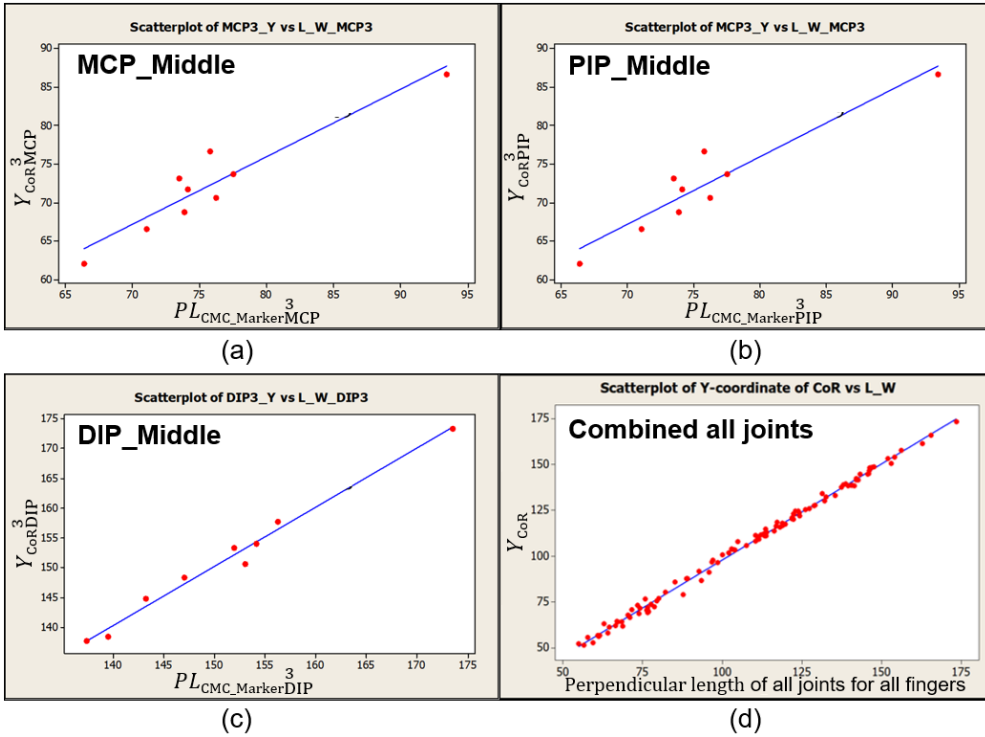 Scatterplot of MCP3_Y vs L_W_MCP3
MCP_Middle
90
85
80
75
70
65
60
Y³CoRMCP
65 70 75 80 85 90 95
PL³CMC_MarkerMCP
(a)
Scatterplot of MCP3_Y vs L_W_MCP3
PIP_Middle
90
85
80
75
70
65
60
Y³CoRPIP
65 70 75 80 85 90 95
PL³CMC_MarkerPIP
(b)
Scatterplot of DIP3_Y vs L_W_DIP3
DIP_Middle
175
170
165
160
155
150
145
140
Y³CoRDIP
140 145 150 155 160 165 170 175
PL³CMC_MarkerDIP
(c)
Scatterplot of Y-coordinate of CoR vs L_W
Combined all joints
175
150
125
100
75
50
YCoR
50 75 100 125 150 175
Perpendicular length of all joints for all fingers
(d)